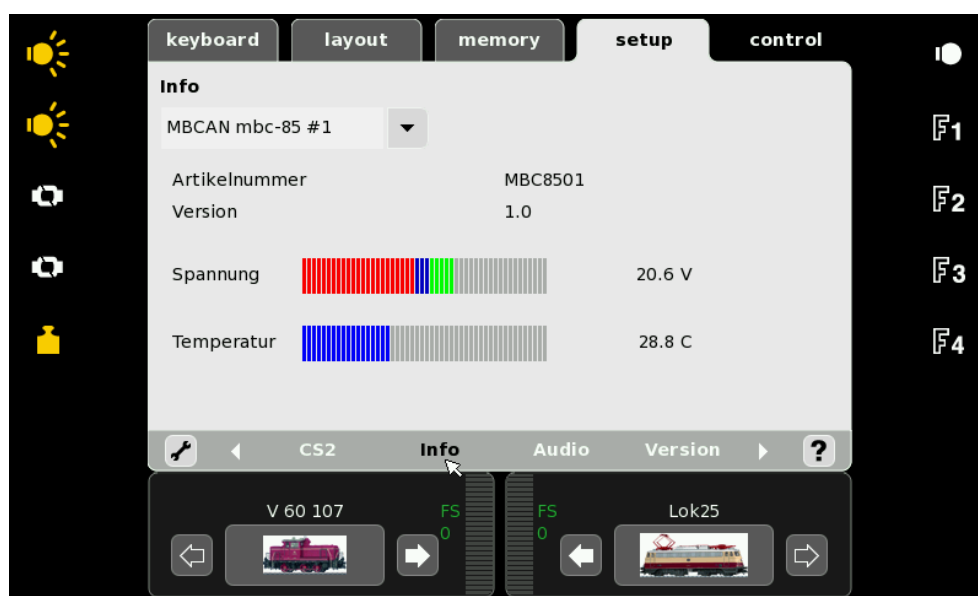 keyboard layout memory setup control
Info
MBCAN mbc-85 #1
F1
Artikelnummer MBC8501
Version 1.0
F2
Spannung 20.6 V
F3
Temperatur 28.8 C
F4
CS2 Info Audio Version ?
V 60 107 FS
0
FS Lok25
0